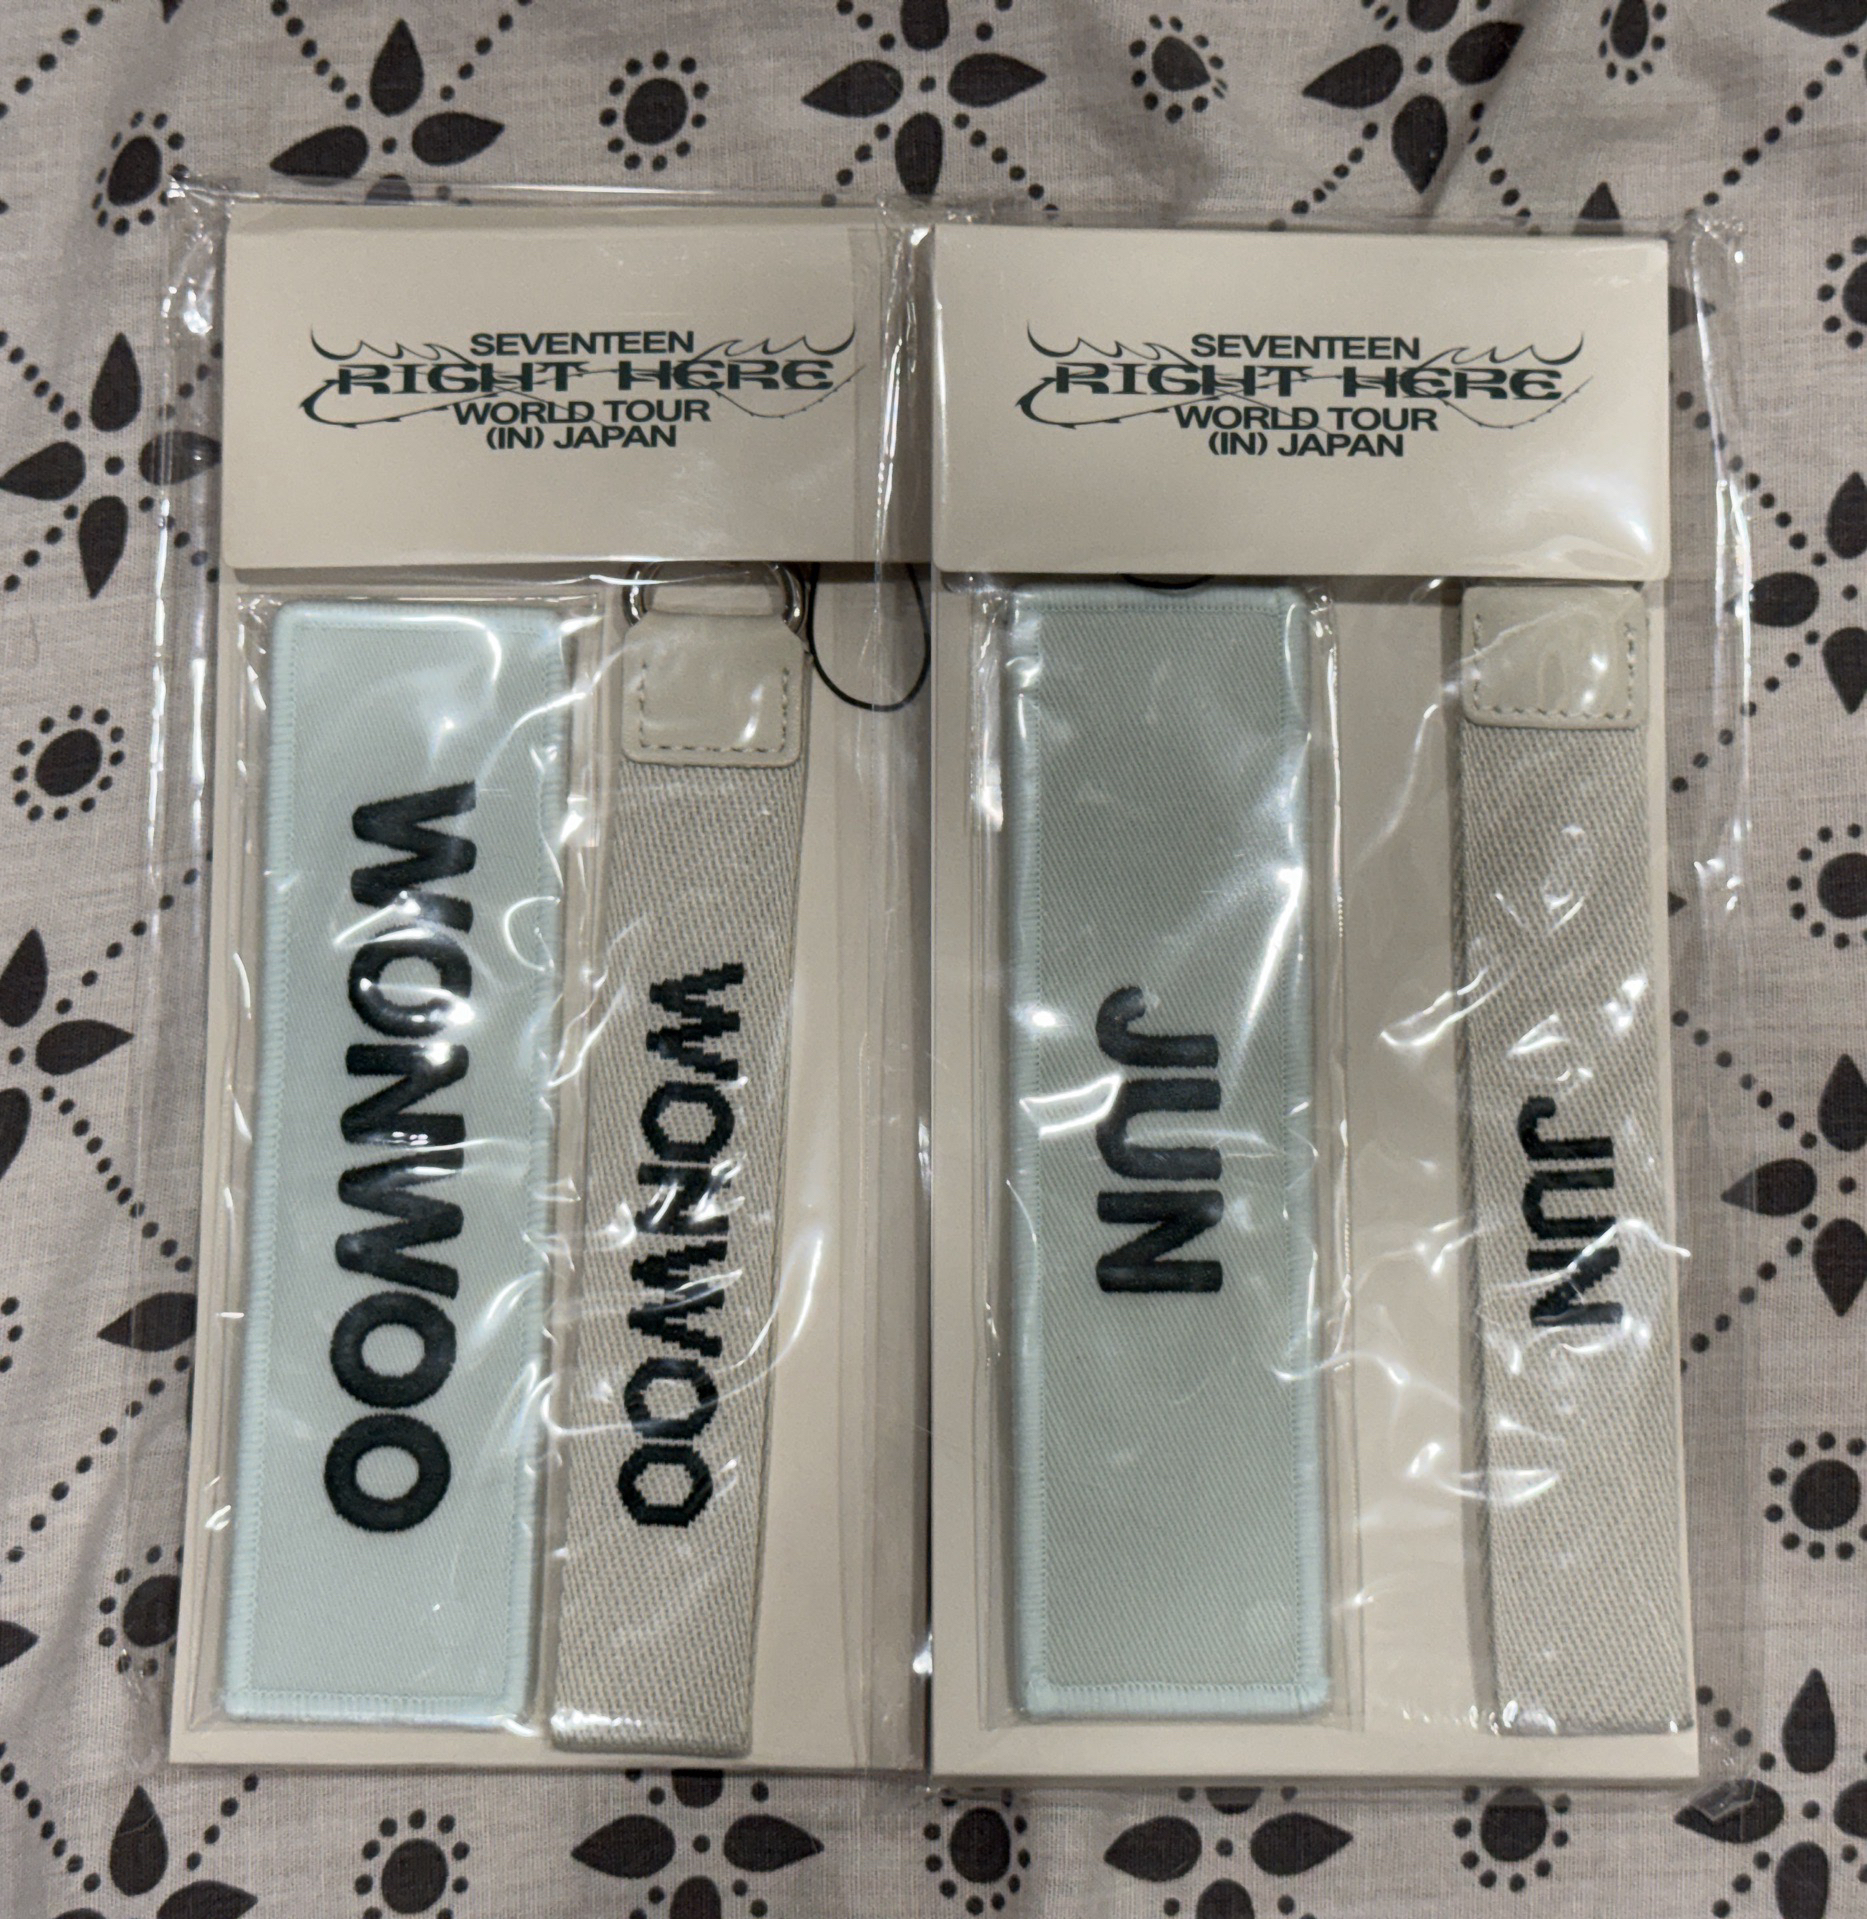 SEVENTEEN
RIGHT HERE
WORLD TOUR
(IN) JAPAN
WONWOO
WONWOO
SEVENTEEN
RIGHT HERE
WORLD TOUR
(IN) JAPAN
JUN
JUN